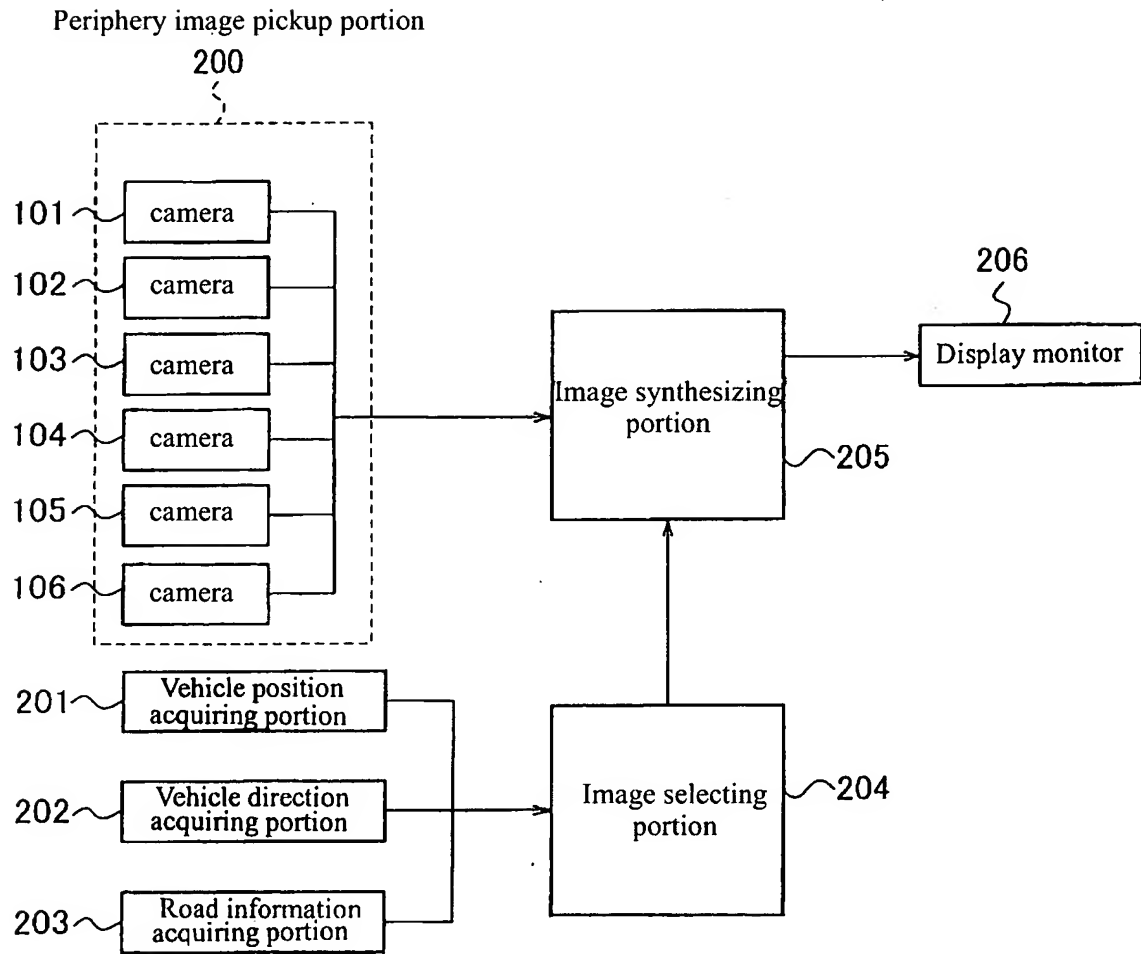 Periphery image pickup portion
200
101
camera
102
camera
103
camera
104
camera
105
camera
106
camera
206
Display monitor
Image synthesizing
portion
205
201
Vehicle position
acquiring portion
202
Vehicle direction
acquiring portion
203
Road information
acquiring portion
Image selecting
portion
204